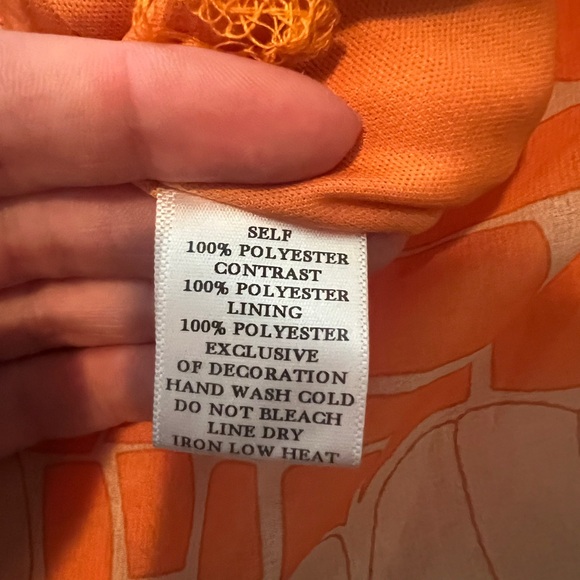 SELF
100% POLYESTER
CONTRAST
100% POLYESTER
LINING
100% POLYESTER
EXCLUSIVE
OF DECORATION
HAND WASH COLD
DO NOT BLEACH
LINE DRY
IRON LOW HEAT